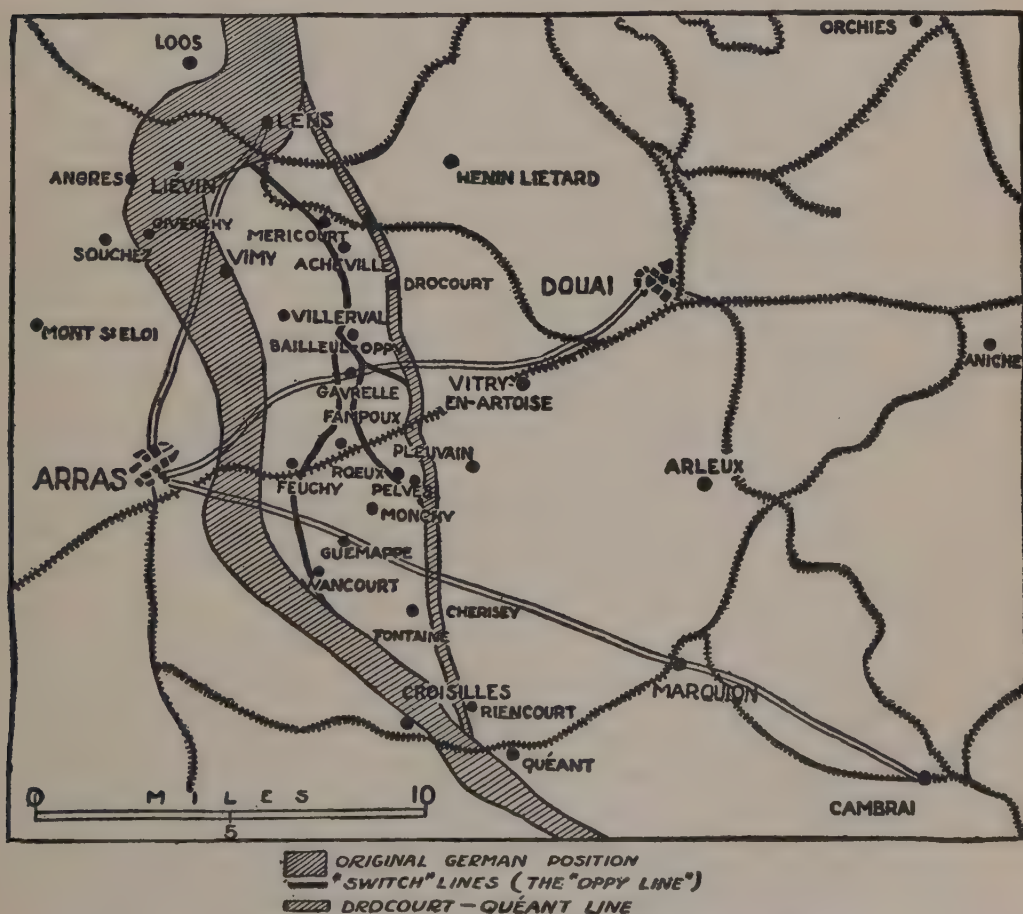 LOOS
ORCHIES
LENS
ANGRES
LIEVIN
HENIN LIETARD
GIVENCHY
SOUCHEZ
VIMY
MERICOURT
ACHEVILLE
DROCOURT
DOUAI
MONT ST ELOI
VILLERVAL
BAILLEUL-OPPY
ANICHE
GAVRELLE
VITRY-
EN-ARTOISE
FAMPOUX
PLEUVAIN
ARRAS
FEUCHY
ROEUX
PELVES
ARLEUX
MONCHY
GUEMAPPE
WANCOURT
CHERISEY
FONTAINE
CROISILLES
RIENCOURT
MARQUION
QUÉANT
CAMBRAI
0 MILES 10
5
ORIGINAL GERMAN POSITION
"SWITCH" LINES (THE "OPPY LINE")
DROCOURT-QUÉANT LINE